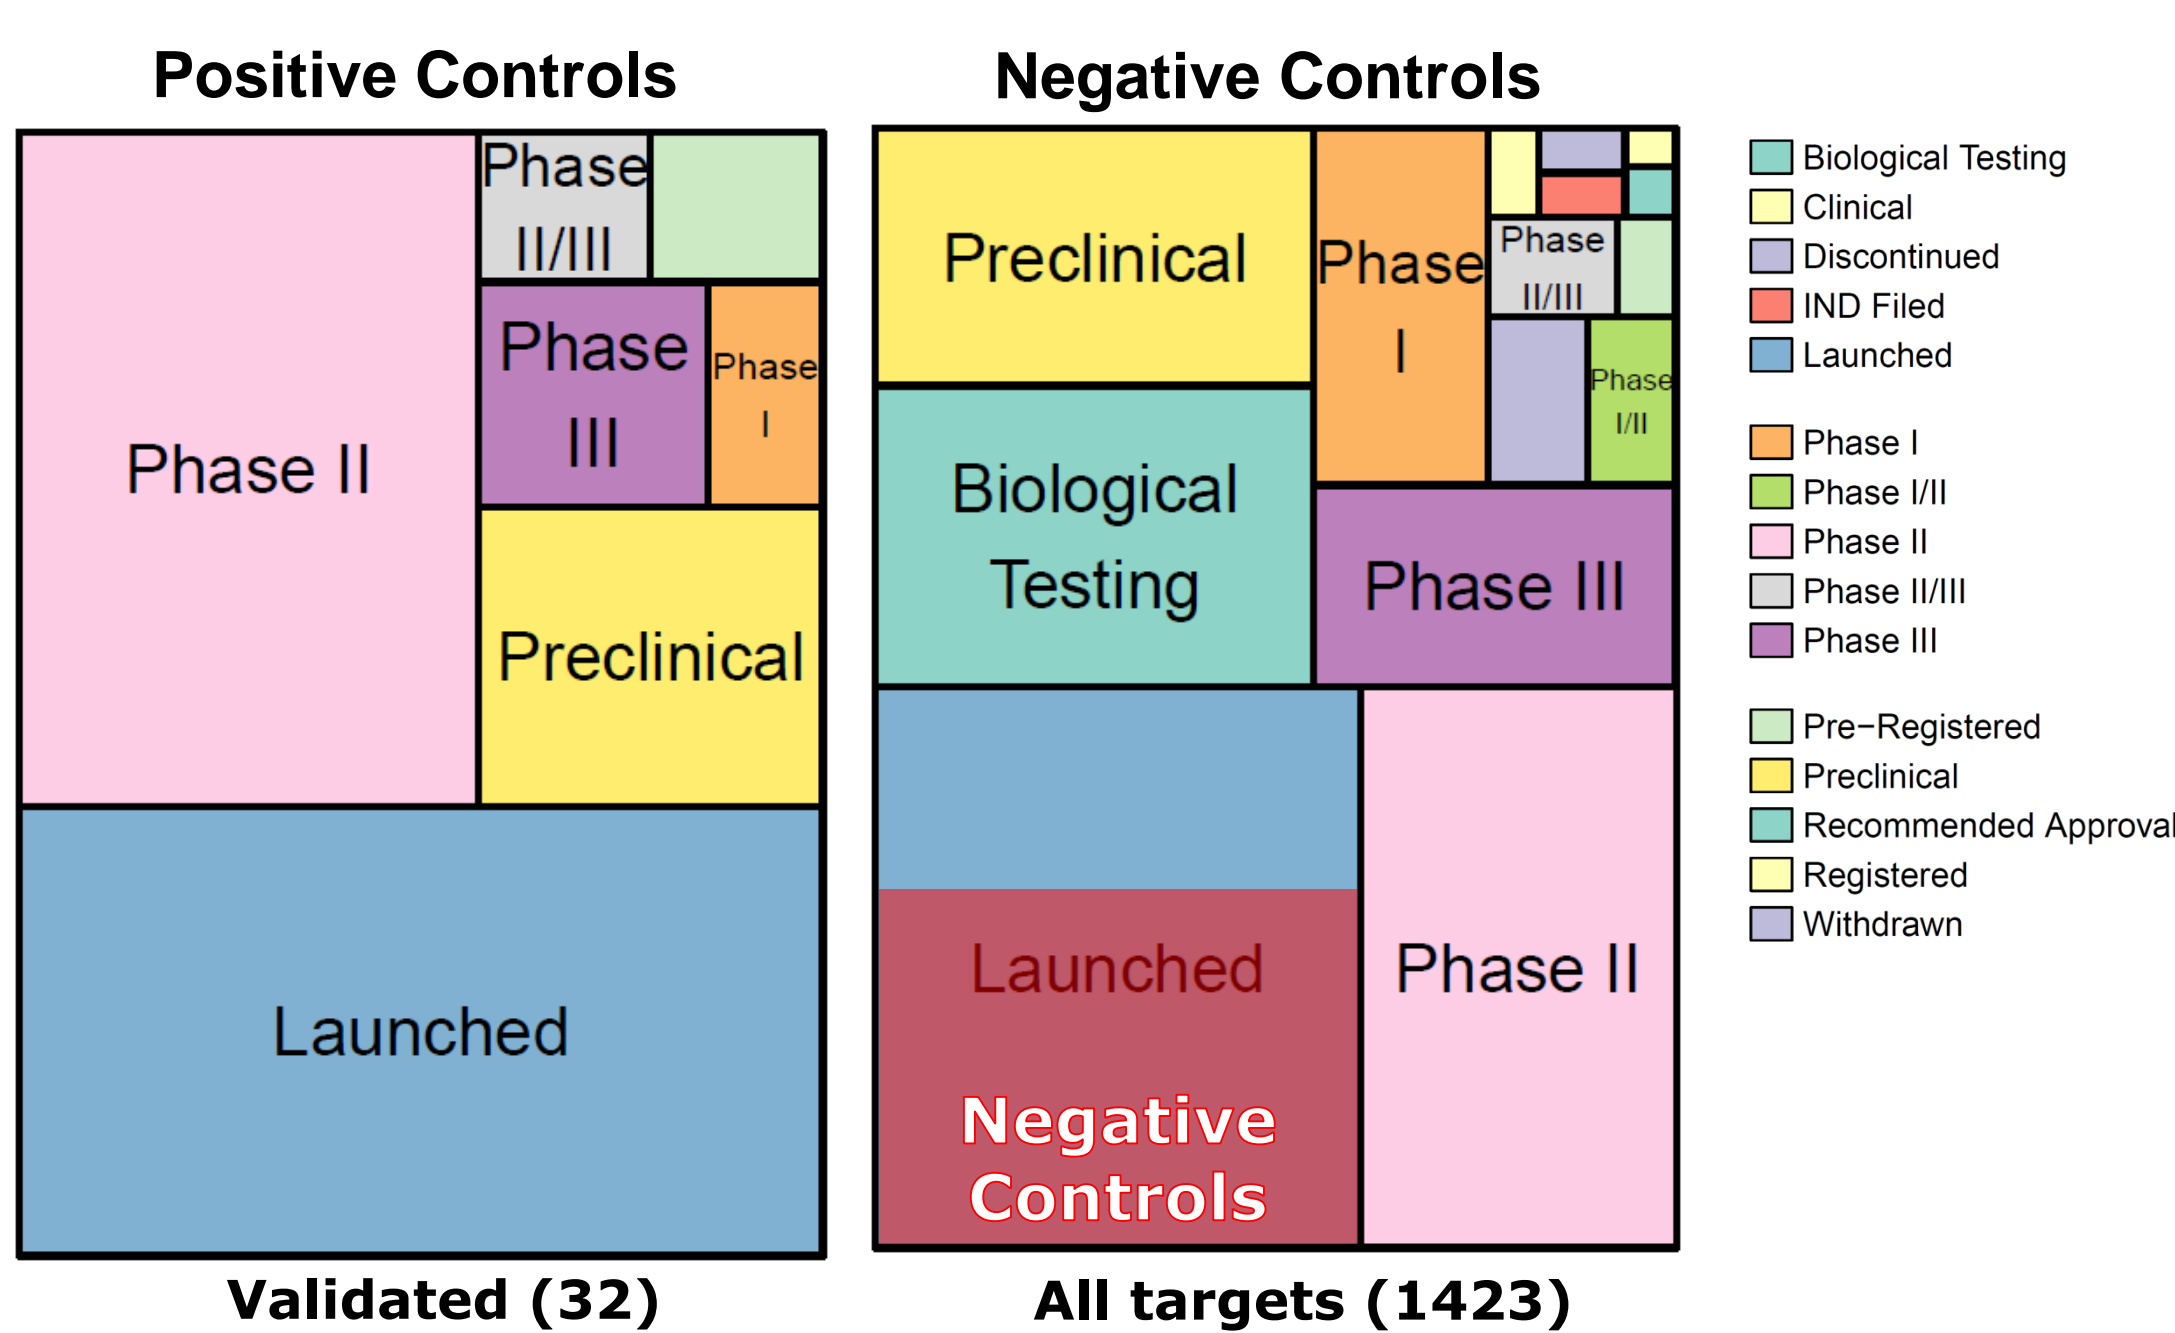 Positive Controls
Phase II
Phase
II/III
Phase
III
Phase
I
Preclinical
Launched
Validated (32)
Negative Controls
Preclinical
Phase
I
Phase
II/III
Phase
I/II
Biological
Testing
Phase III
Launched
Negative
Controls
Phase II
All targets (1423)
Biological Testing
Clinical
Discontinued
IND Filed
Launched
Phase I
Phase I/II
Phase II
Phase II/III
Phase III
Pre−Registered
Preclinical
Recommended Approval
Registered
Withdrawn